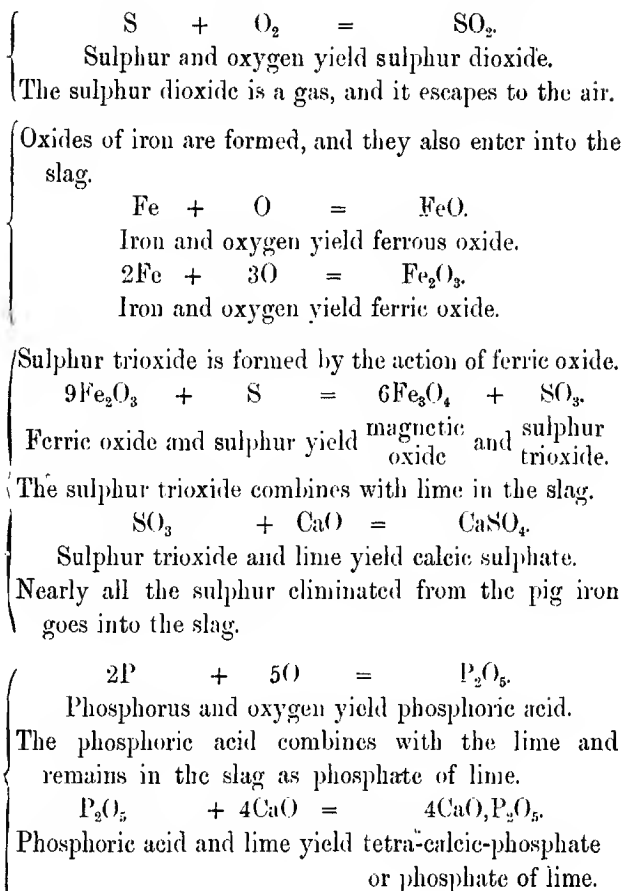 S + O₂ = SO₂.
Sulphur and oxygen yield sulphur dioxide.
The sulphur dioxide is a gas, and it escapes to the air.
Oxides of iron are formed, and they also enter into the
slag.
Fe + O = FeO.
Iron and oxygen yield ferrous oxide.
2Fe + 3O = Fe₂O₃.
Iron and oxygen yield ferric oxide.
Sulphur trioxide is formed by the action of ferric oxide.
9Fe₂O₃ + S = 6Fe₃O₄ + SO₃.
Ferric oxide and sulphur yield magnetic oxide and sulphur trioxide.
The sulphur trioxide combines with lime in the slag.
SO₃ + CaO = CaSO₄.
Sulphur trioxide and lime yield calcic sulphate.
Nearly all the sulphur eliminated from the pig iron
goes into the slag.
2P + 5O = P₂O₅.
Phosphorus and oxygen yield phosphoric acid.
The phosphoric acid combines with the lime and
remains in the slag as phosphate of lime.
P₂O₅ + 4CaO = 4CaO,P₂O₅.
Phosphoric acid and lime yield tetra-calcic-phosphate
or phosphate of lime.